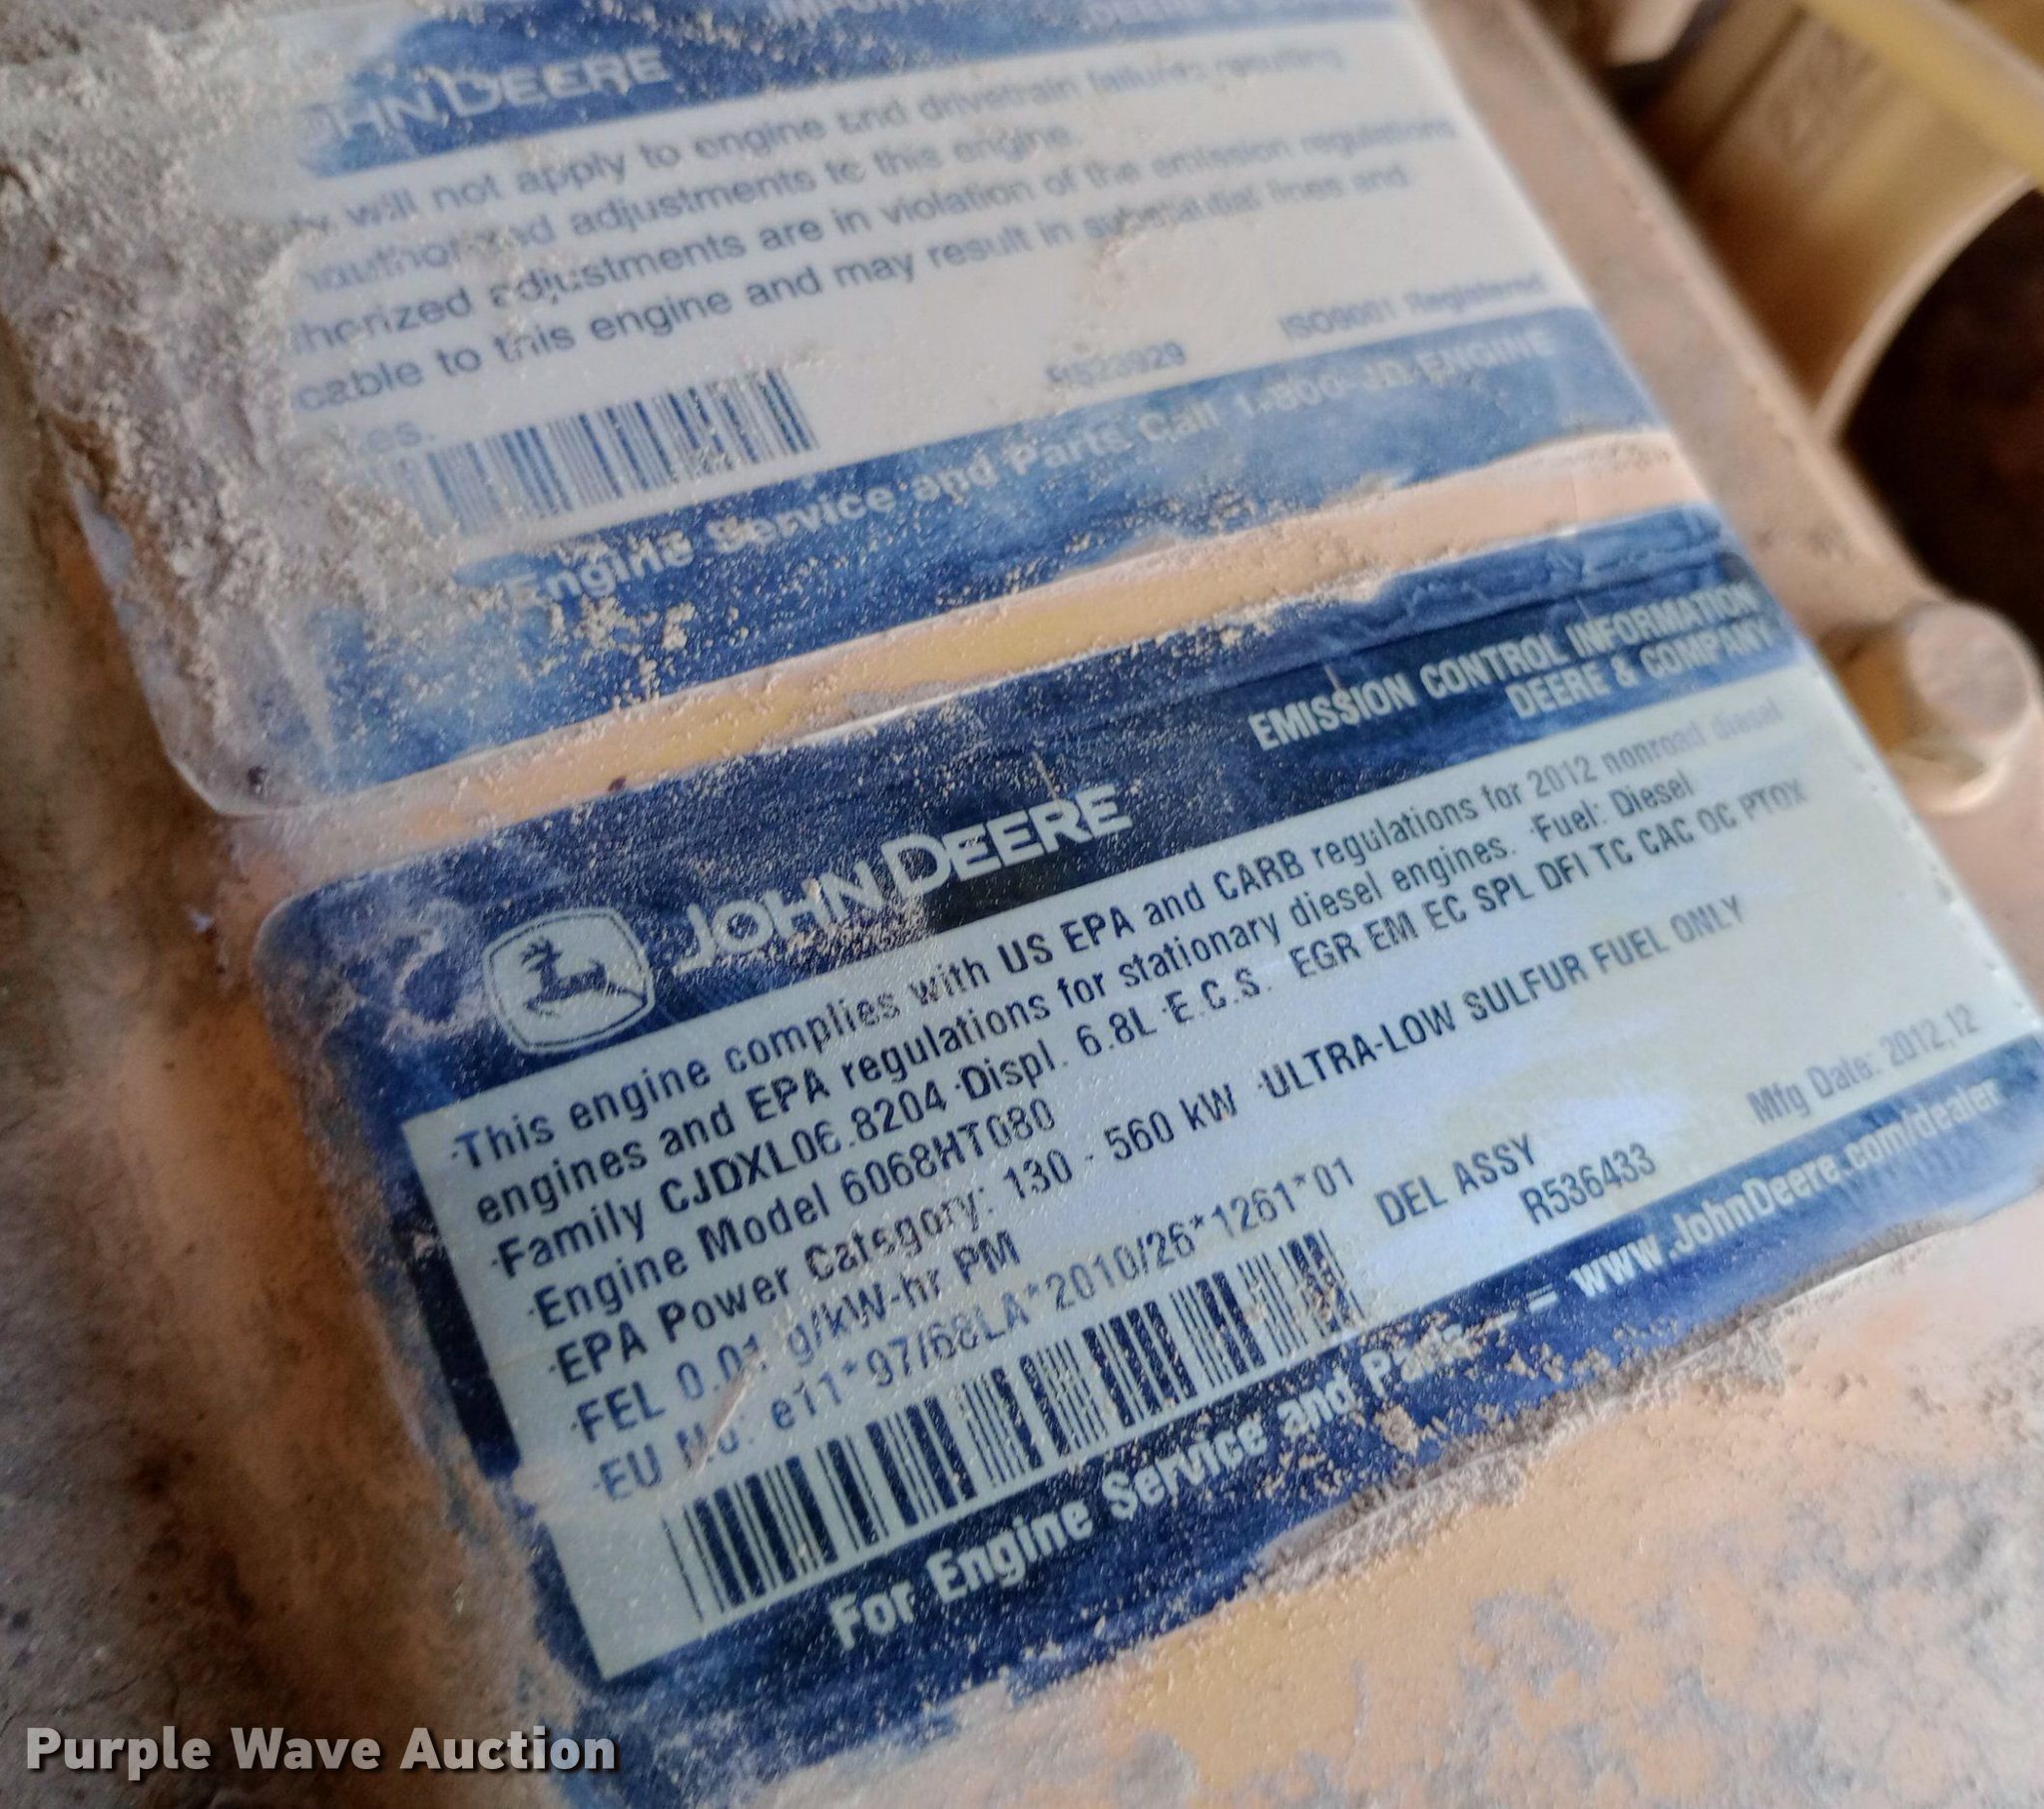 JOHN DEERE
will not apply to engine and drivetrain failures resulting
adjustments to this engine.
adjustments are in violation of the emission regulations
to this engine and may result in substantial fines and
ISO9001 Registered
Engine Service and Parts Call 1-800-JD-ENGINE
EMISSION CONTROL INFORMATION
DEERE & COMPANY
JOHN DEERE
·This engine complies with US EPA and CARB regulations for 2012 nonroad diesel
engines and EPA regulations for stationary diesel engines. ·Fuel: Diesel
·Family CJDXL06.8204 ·Displ. 6.8L ·E.C.S. EGR EM EC SPL DFI TC CAC OC PTOX
·Engine Model 6068HT080
·EPA Power Category: 130 - 560 kW ·ULTRA-LOW SULFUR FUEL ONLY
·FEL 0.01 g/kW-hr PM
·EU No: e11*97/68LA*2010/26*1261*01
DEL ASSY
R536433
Mfg Date: 2012,12
For Engine Service and – www.JohnDeere.com/dealer
Purple Wave Auction